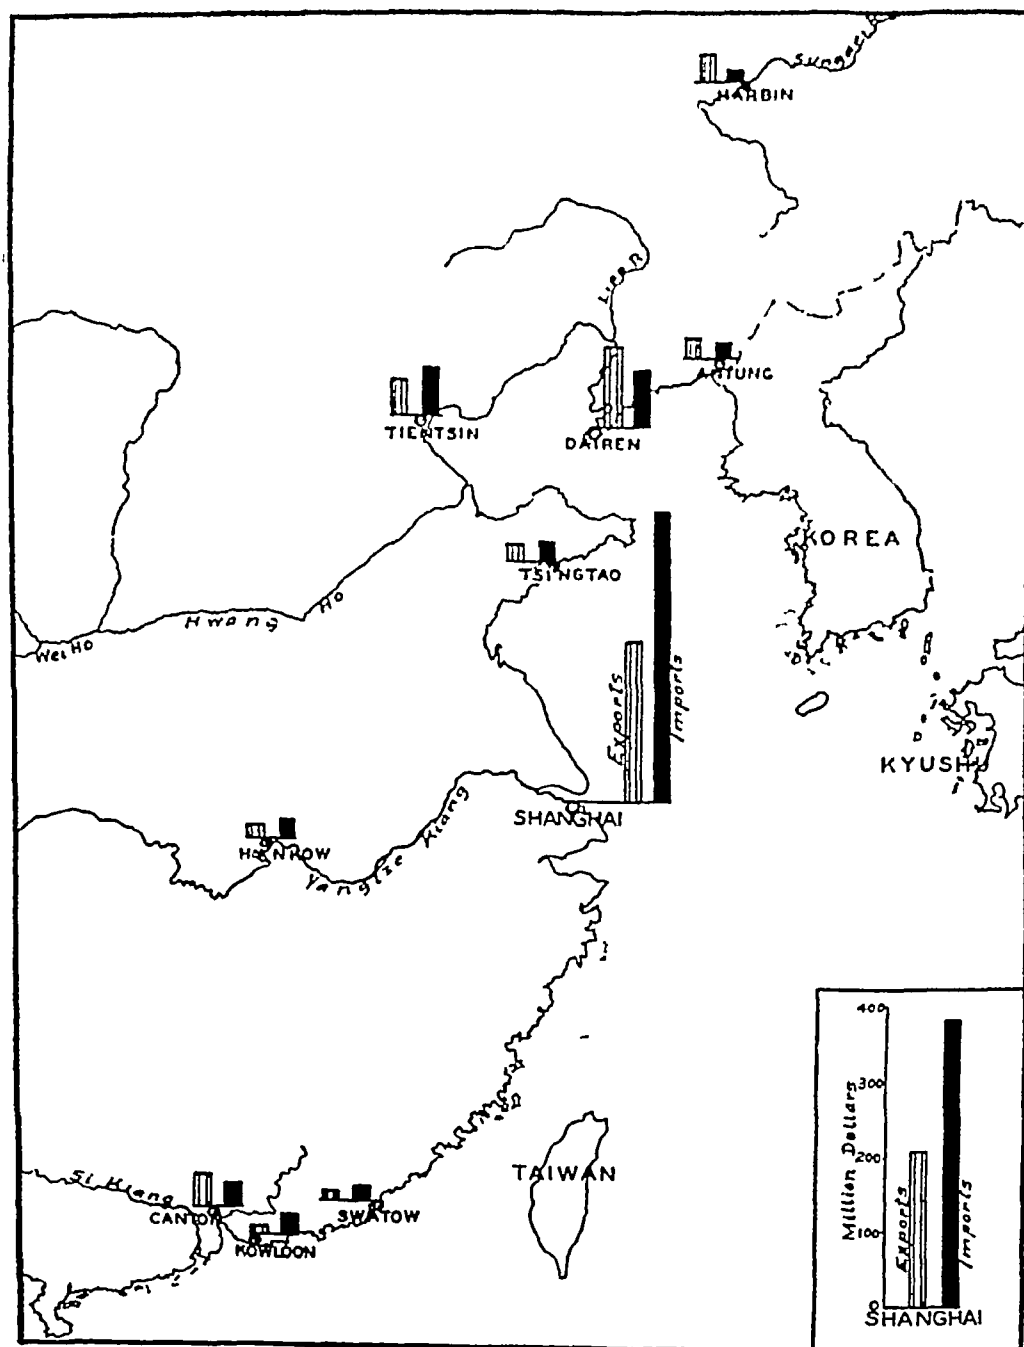 Sungari
HARBIN
Liao R
ANTUNG
TIENTSIN
DAIREN
KOREA
TSINGTAO
Hwang Ho
Wei Ho
Exports
Imports
KYUSHU
SHANGHAI
HANKOW
Yangtze Kiang
TAIWAN
Si Kiang
CANTON
SWATOW
KOWLOON
400
300
200
100
0
Million Dollars
Exports
Imports
SHANGHAI